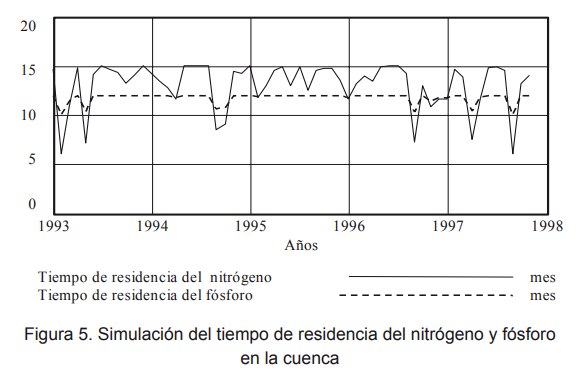 20
15
10
5
0
1993 1994 1995 1996 1997 1998
Años
Tiempo de residencia del nitrógeno mes
Tiempo de residencia del fósforo mes
Figura 5. Simulación del tiempo de residencia del nitrógeno y fósforo
en la cuenca